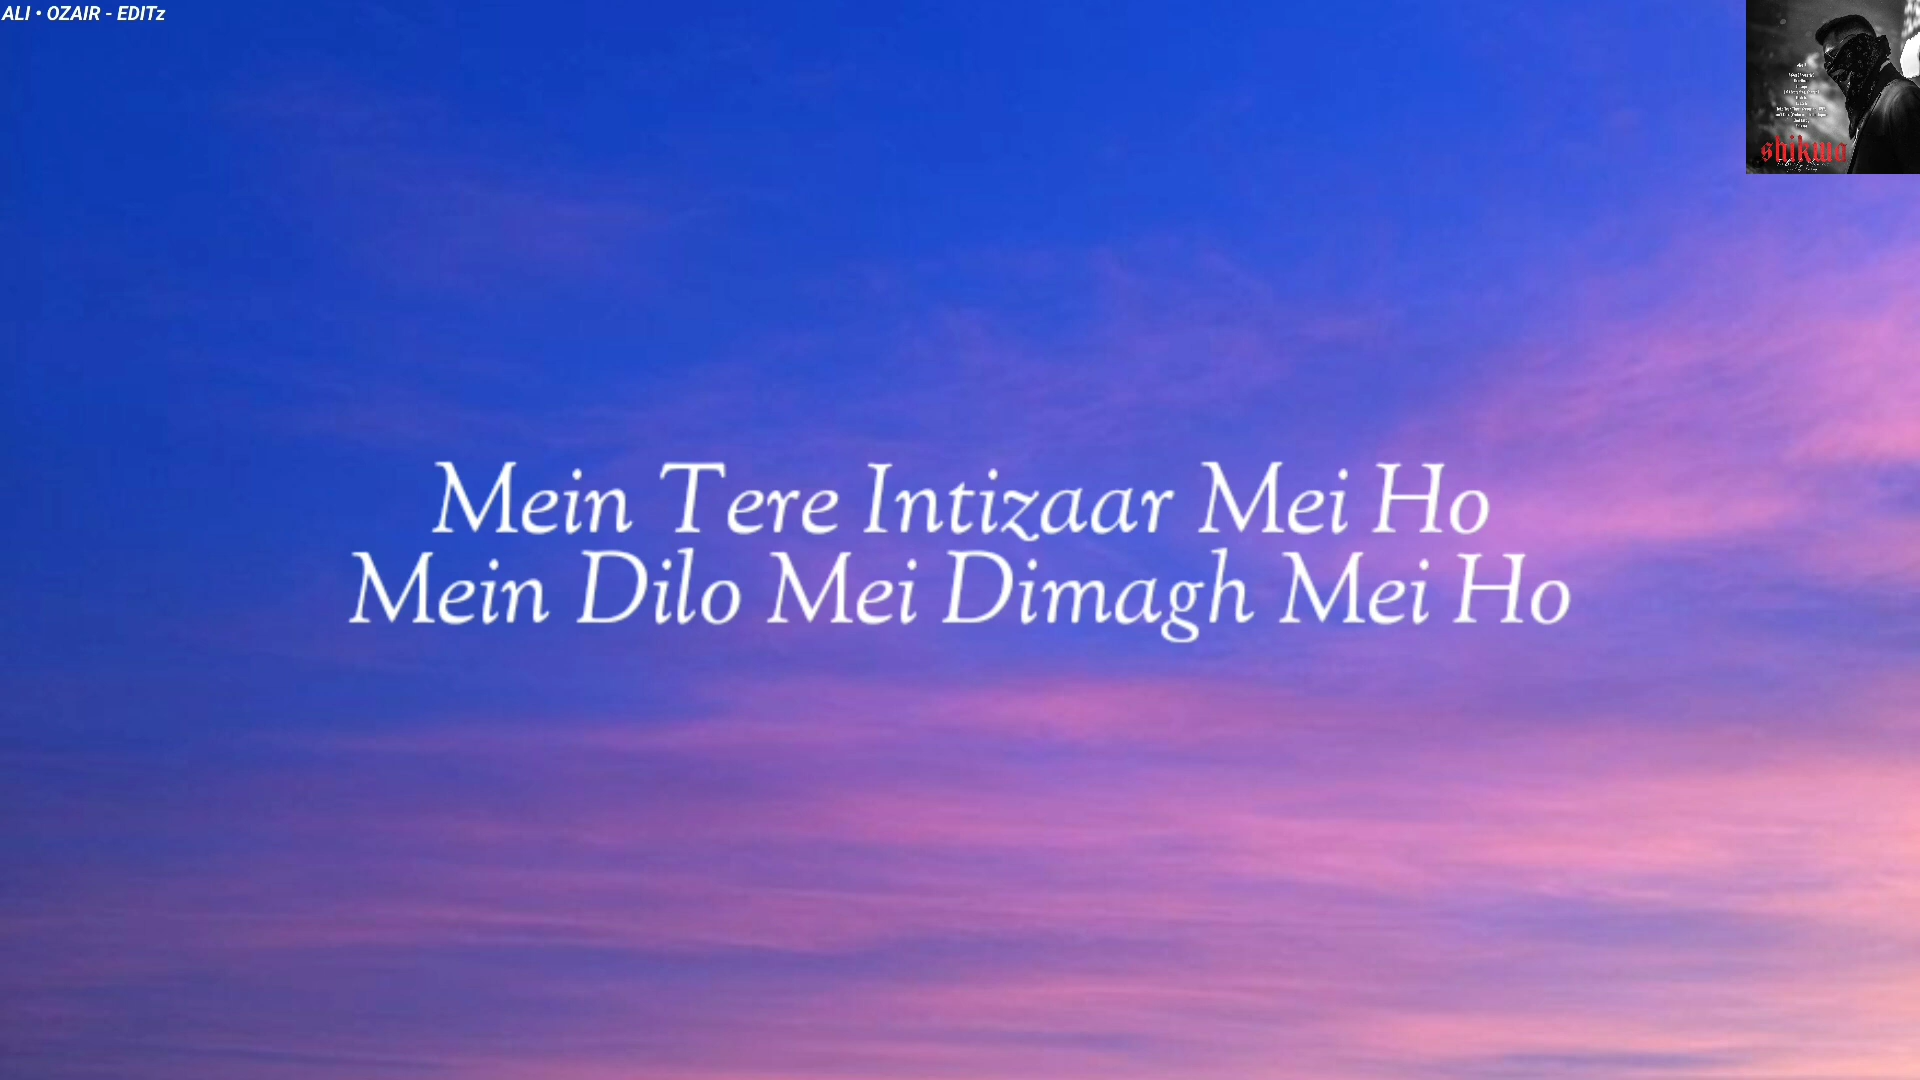 ALI • OZAIR - EDITz
Mein Tere Intizaar Mei Ho
Mein Dilo Mei Dimagh Mei Ho
shikwa